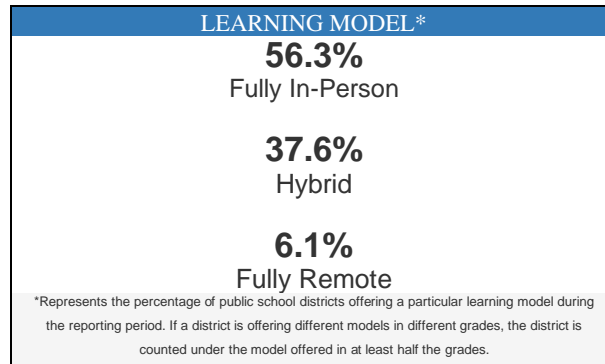 LEARNING MODEL*
56.3%
Fully In-Person
37.6%
Hybrid
6.1%
Fully Remote
*Represents the percentage of public school districts offering a particular learning model during
the reporting period. If a district is offering different models in different grades, the district is
counted under the model offered in at least half the grades.